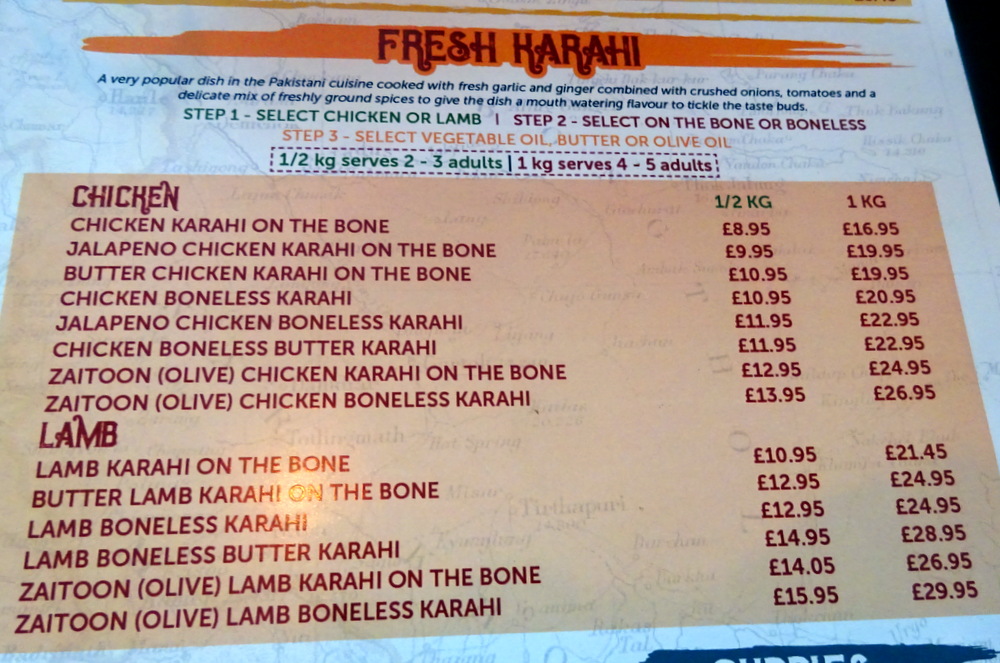 FRESH KARAHI
A very popular dish in the Pakistani cuisine cooked with fresh garlic and ginger combined with crushed onions, tomatoes and a
delicate mix of freshly ground spices to give the dish a mouth watering flavour to tickle the taste buds.
STEP 1 - SELECT CHICKEN OR LAMB | STEP 2 - SELECT ON THE BONE OR BONELESS
STEP 3 - SELECT VEGETABLE OIL, BUTTER OR OLIVE OIL
1/2 kg serves 2 - 3 adults | 1 kg serves 4 - 5 adults
CHICKEN 1/2 KG 1 KG
CHICKEN KARAHI ON THE BONE £8.95 £16.95
JALAPENO CHICKEN KARAHI ON THE BONE £9.95 £19.95
BUTTER CHICKEN KARAHI ON THE BONE £10.95 £19.95
CHICKEN BONELESS KARAHI £10.95 £20.95
JALAPENO CHICKEN BONELESS KARAHI £11.95 £22.95
CHICKEN BONELESS BUTTER KARAHI £11.95 £22.95
ZAITOON (OLIVE) CHICKEN KARAHI ON THE BONE £12.95 £24.95
ZAITOON (OLIVE) CHICKEN BONELESS KARAHI £13.95 £26.95
LAMB
LAMB KARAHI ON THE BONE £10.95 £21.45
BUTTER LAMB KARAHI ON THE BONE £12.95 £24.95
LAMB BONELESS KARAHI £12.95 £24.95
LAMB BONELESS BUTTER KARAHI £14.95 £28.95
ZAITOON (OLIVE) LAMB KARAHI ON THE BONE £14.05 £26.95
ZAITOON (OLIVE) LAMB BONELESS KARAHI £15.95 £29.95